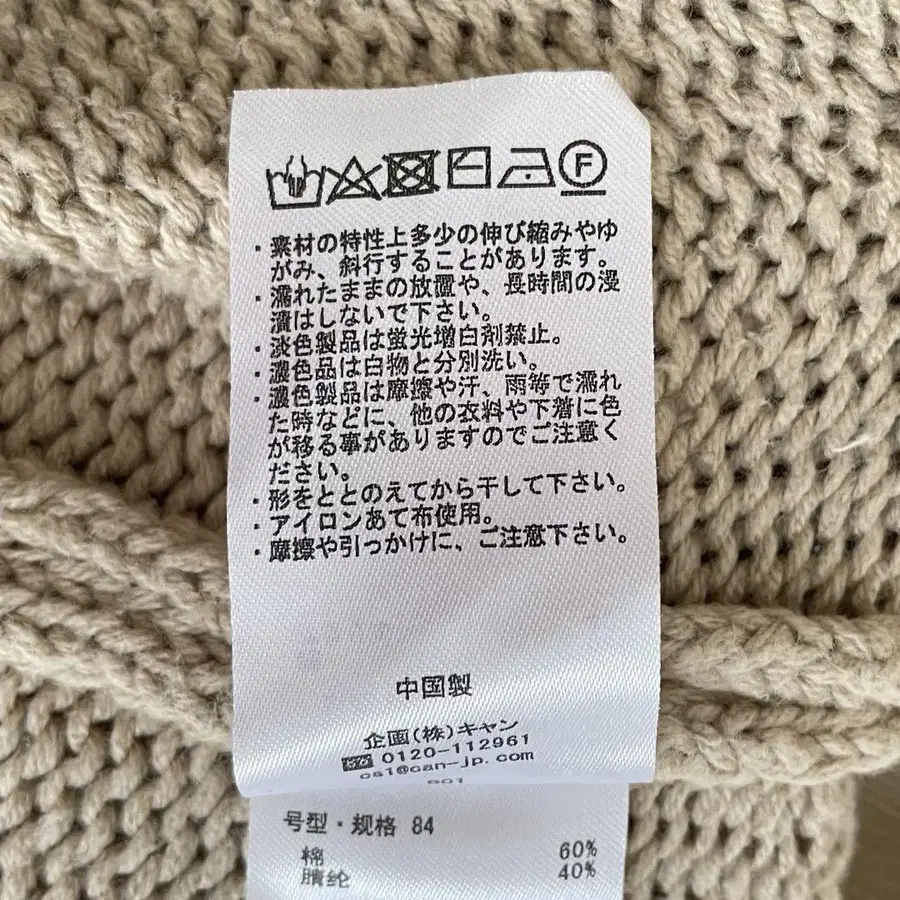 F
・素材の特性上多少の伸び縮みやゆ
がみ、斜行することがあります。
・濡れたままの放置や、長時間の浸
漬はしないで下さい。
・淡色製品は蛍光増白剤禁止。
・濃色品は白物と分別洗い。
・濃色製品は摩擦や汗、雨等で濡れ
た時などに、他の衣料や下着に色
が移る事がありますのでご注意く
ださい。
・形をととのえてから干して下さい。
・アイロンあて布使用。
・摩擦や引っかけに、ご注意下さい。
中国製
企画(株)キャン
0120-112961
cs1@can-jp.com
号型・规格 84
棉 60%
腈纶 40%